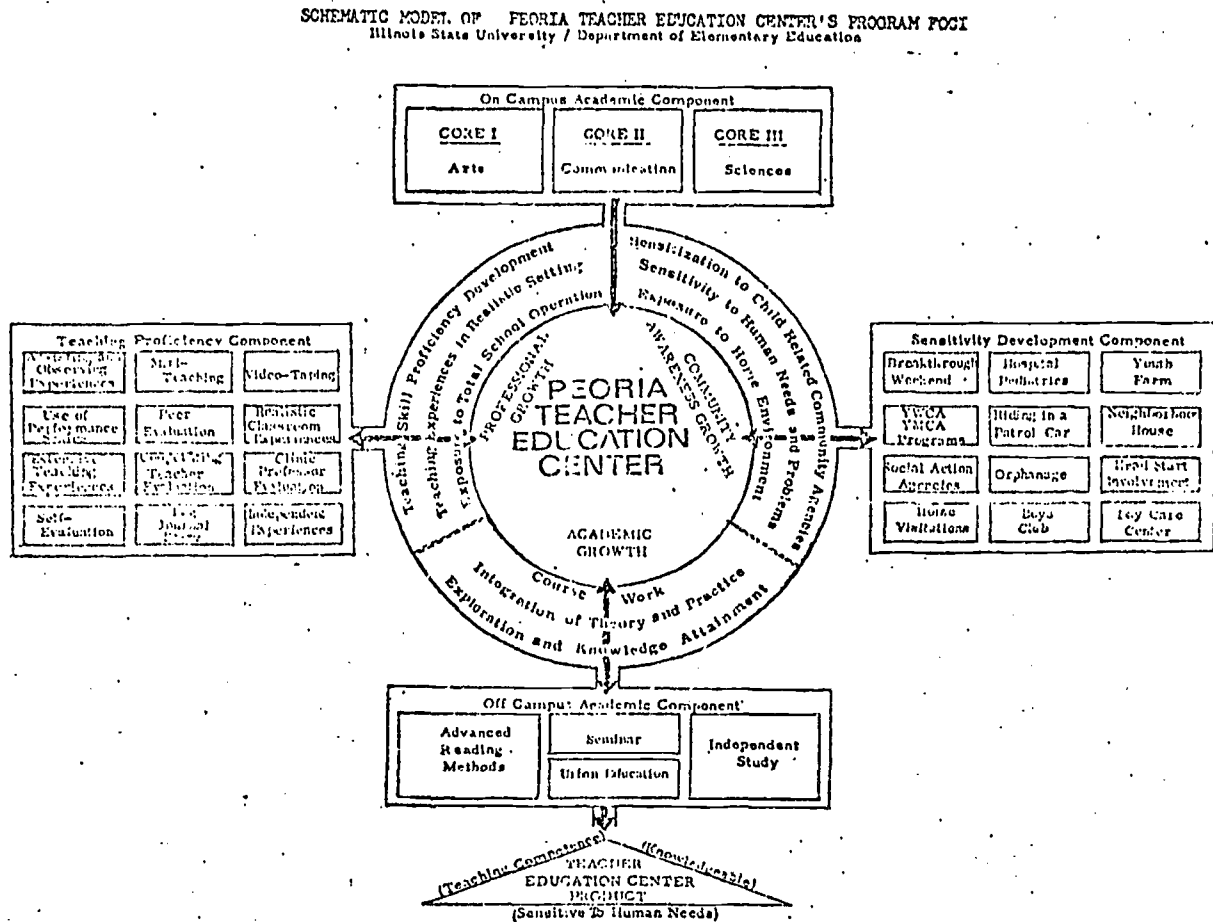 SCHEMATIC MODEL OF PEORIA TEACHER EDUCATION CENTER'S PROGRAM FOCI
Illinois State University / Department of Elementary Education
On Campus Academic Component
CORE I
Arts
CORE II
Communication
CORE III
Sciences
Teaching Skill Proficiency Development
Teaching Experiences in Realistic Setting
Exposure to Total School Operation
Sensitization to Child Related Community Agencies
Sensitivity to Human Needs and Problems
Exposure to Home Environment
PROFESSIONAL
GROWTH
COMMUNITY
AWARENESS GROWTH
PEORIA
TEACHER
EDUCATION
CENTER
ACADEMIC
GROWTH
Course Work
Integration of Theory and Practice
Exploration and Knowledge Attainment
Teaching Proficiency Component
Observing
Experiences
Teaching
Video-Taping
Use of
Performance
Peer
Evaluation
Realistic
Classroom Experiences
Extensive
Teaching
Experiences
Teacher
Evaluation
Clinic
Professor
Evaluation
Self-
Evaluation
Journal
Independent
Experiences
Sensitivity Development Component
Breakthrough
Weekend
Hospital
Pediatrics
Youth
Farm
YWCA
YMCA
Programs
Riding in a
Patrol Car
Neighborhood
House
Social Action
Agencies
Orphanage
Head Start
Involvement
Home
Visitations
Boys
Club
Care
Center
Off Campus Academic Component
Advanced
Reading
Methods
Seminar
Urban Education
Independent
Study
(Teaching Competence)
(Knowledgeable)
TEACHER
EDUCATION CENTER
PRODUCT
(Sensitive To Human Needs)